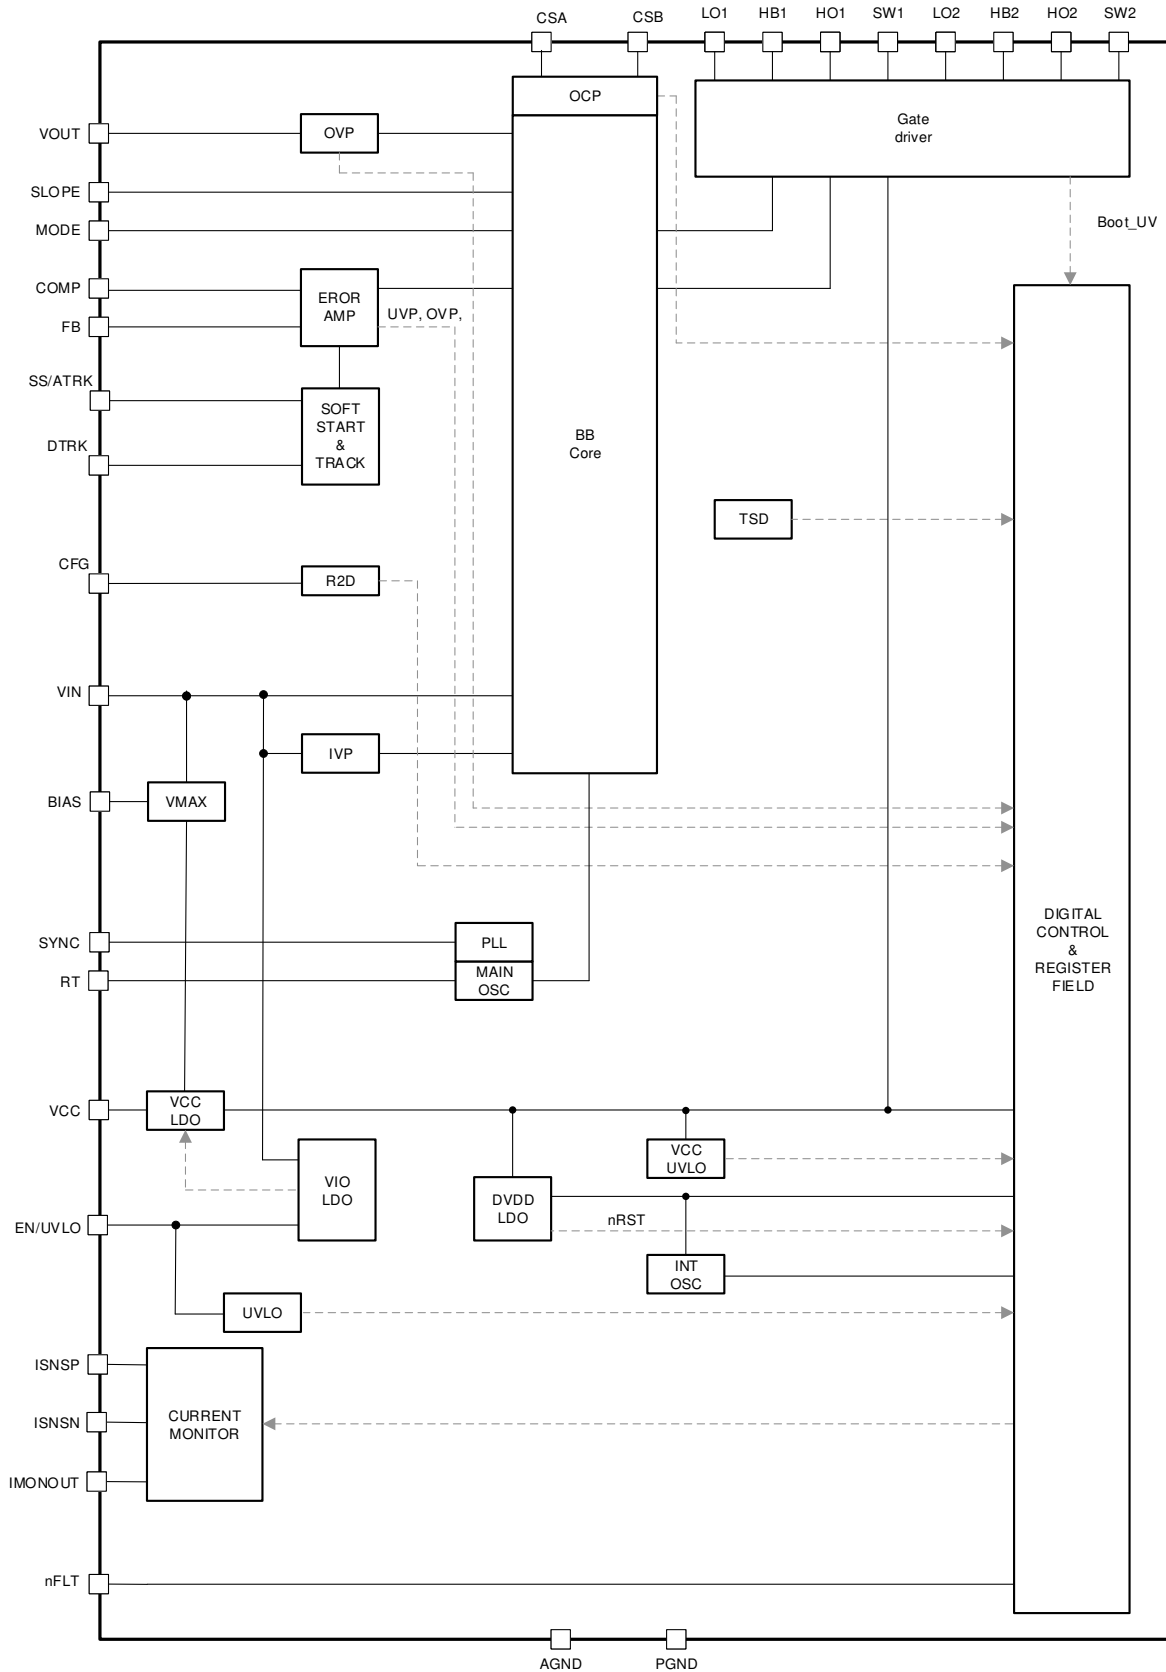 CSA
CSB
LO1
HB1
HO1
SW1
LO2
HB2
HO2
SW2
OCP
Gate
driver
VOUT
OVP
SLOPE
MODE
Boot_UV
COMP
EROR
AMP
UVP, OVP,
FB
SS/ATRK
SOFT
START
&
TRACK
DTRK
BB
Core
TSD
CFG
R2D
VIN
IVP
BIAS
VMAX
SYNC
PLL
RT
MAIN
OSC
DIGITAL
CONTROL
&
REGISTER
FIELD
VCC
VCC
LDO
VCC
UVLO
VIO
LDO
DVDD
LDO
nRST
EN/UVLO
INT
OSC
UVLO
ISNSP
ISNSN
CURRENT
MONITOR
IMONOUT
nFLT
AGND
PGND